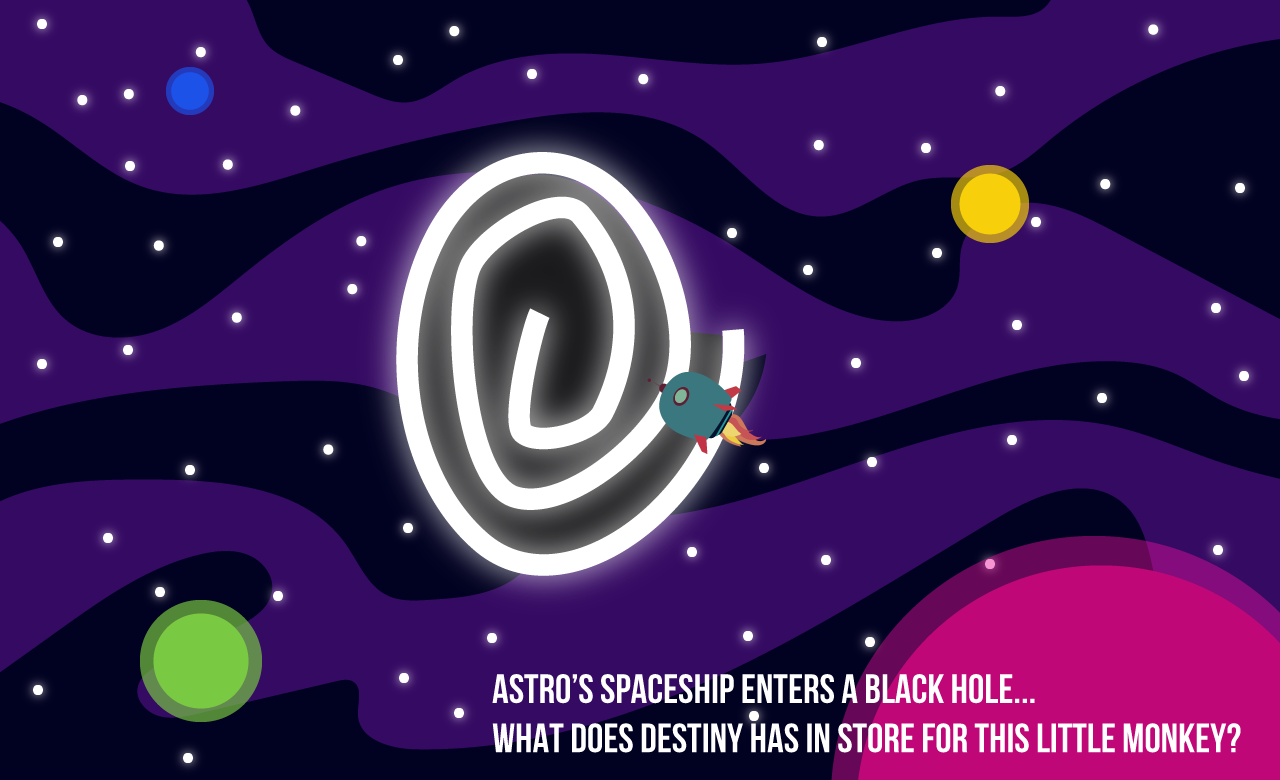 ASTRO’S SPACESHIP ENTERS A BLACK HOLE...
WHAT DOES DESTINY HAS IN STORE FOR THIS LITTLE MONKEY?